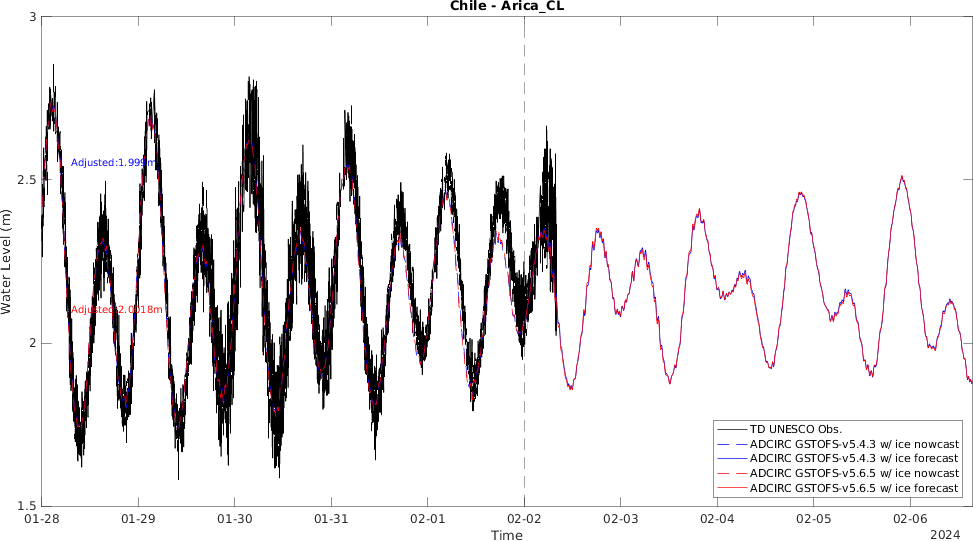 Chile - Arica_CL
3
2.5
2
1.5
Water Level (m)
Adjusted:1.999m
Adjusted:2.0018m
TD UNESCO Obs.
ADCIRC GSTOFS-v5.4.3 w/ ice nowcast
ADCIRC GSTOFS-v5.4.3 w/ ice forecast
ADCIRC GSTOFS-v5.6.5 w/ ice nowcast
ADCIRC GSTOFS-v5.6.5 w/ ice forecast
01-28 01-29 01-30 01-31 02-01 02-02 02-03 02-04 02-05 02-06
Time
2024